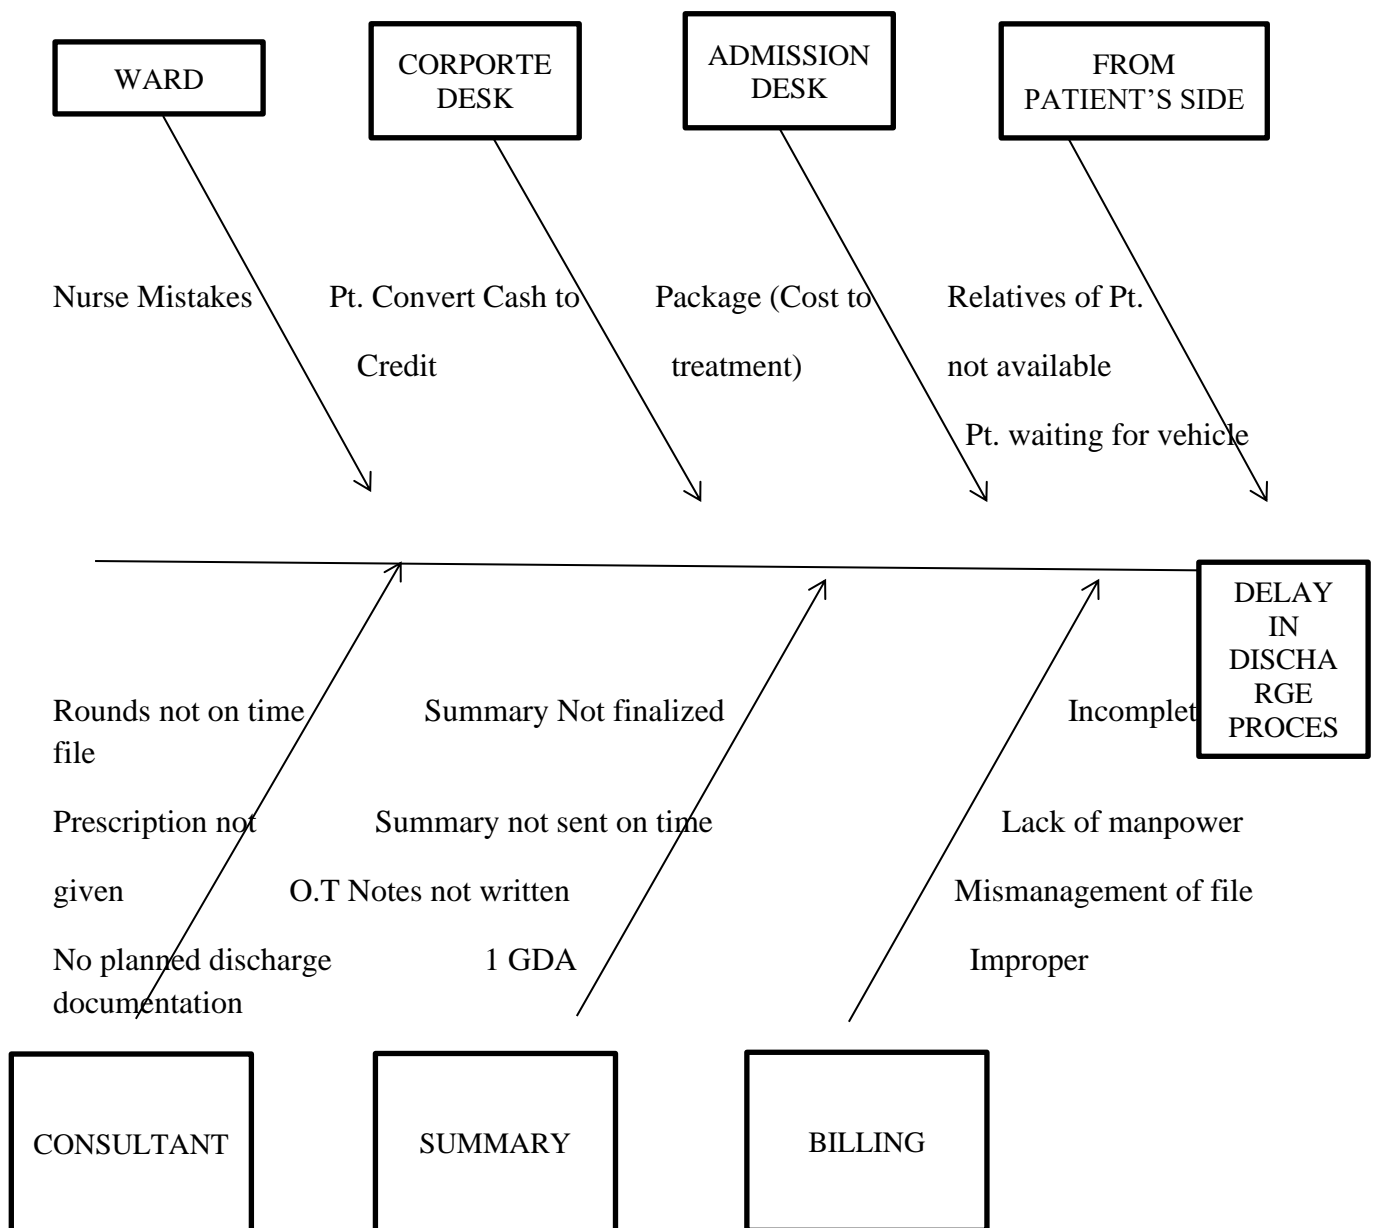 WARD
CORPORTE
DESK
ADMISSION
DESK
FROM
PATIENT’S SIDE
Nurse Mistakes Pt. Convert Cash to Package (Cost to Relatives of Pt.
Credit treatment) not available
Pt. waiting for vehicle
DELAY
IN
DISCHA
RGE
PROCES
Rounds not on time Summary Not finalized Incomplet
file
Prescription not Summary not sent on time Lack of manpower
given O.T Notes not written Mismanagement of file
No planned discharge 1 GDA Improper
documentation
CONSULTANT
SUMMARY
BILLING